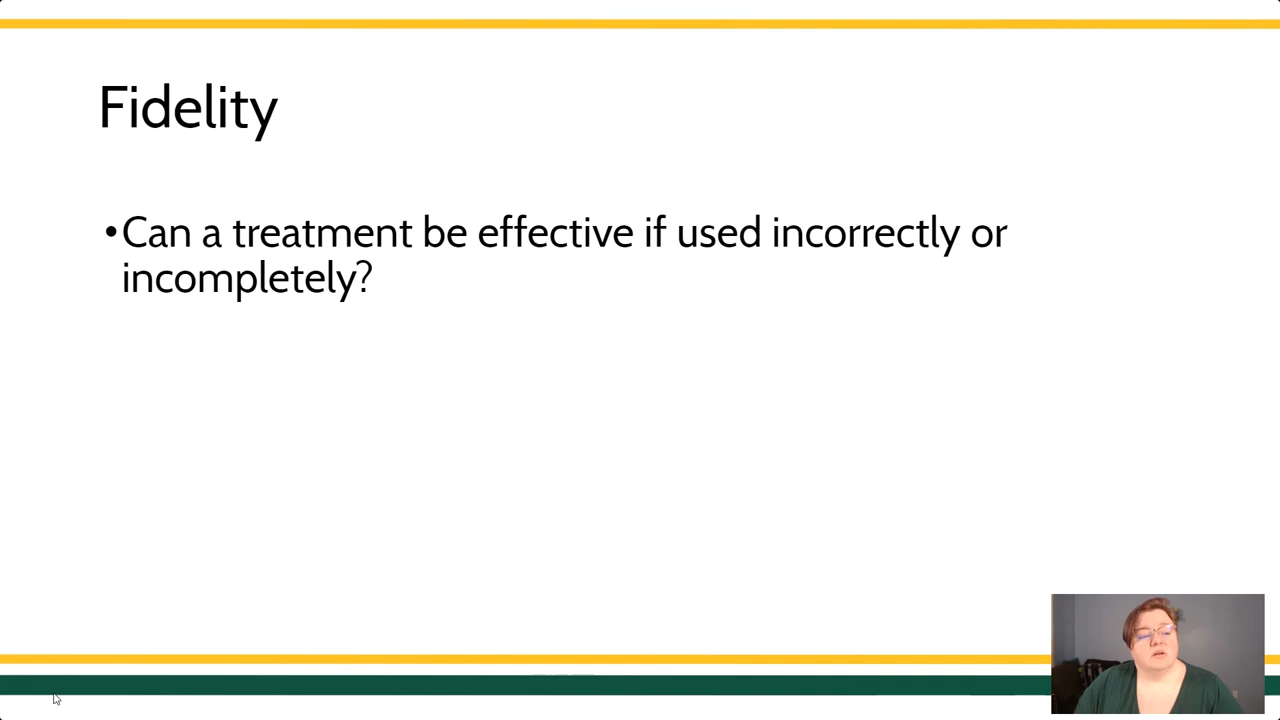 Fidelity
•Can a treatment be effective if used incorrectly or
incompletely?